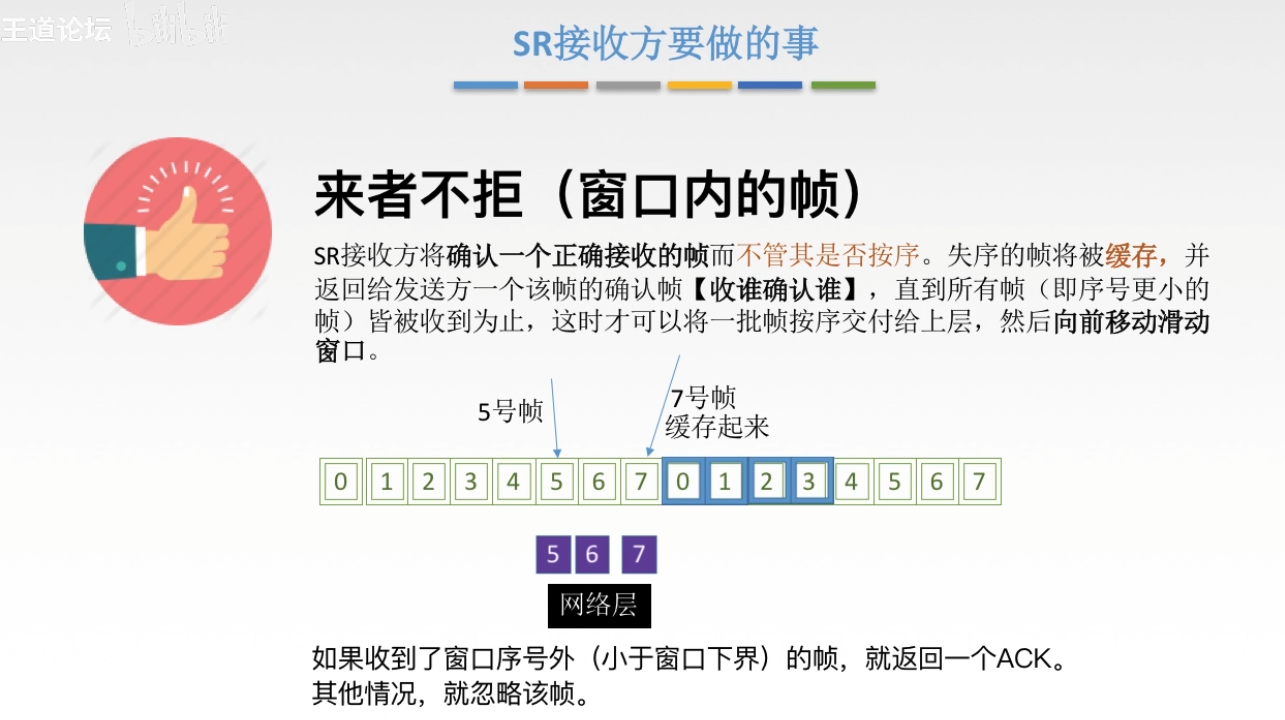 王道论坛 bilibili
SR接收方要做的事
来者不拒（窗口内的帧）
SR接收方将确认一个正确接收的帧而不管其是否按序。失序的帧将被缓存，并
返回给发送方一个该帧的确认帧【收谁确认谁】，直到所有帧（即序号更小的
帧）皆被收到为止，这时才可以将一批帧按序交付给上层，然后向前移动滑动
窗口。
5号帧
7号帧
缓存起来
0 1 2 3 4 5 6 7 0 1 2 3 4 5 6 7
5 6 7
网络层
如果收到了窗口序号外（小于窗口下界）的帧，就返回一个ACK。
其他情况，就忽略该帧。